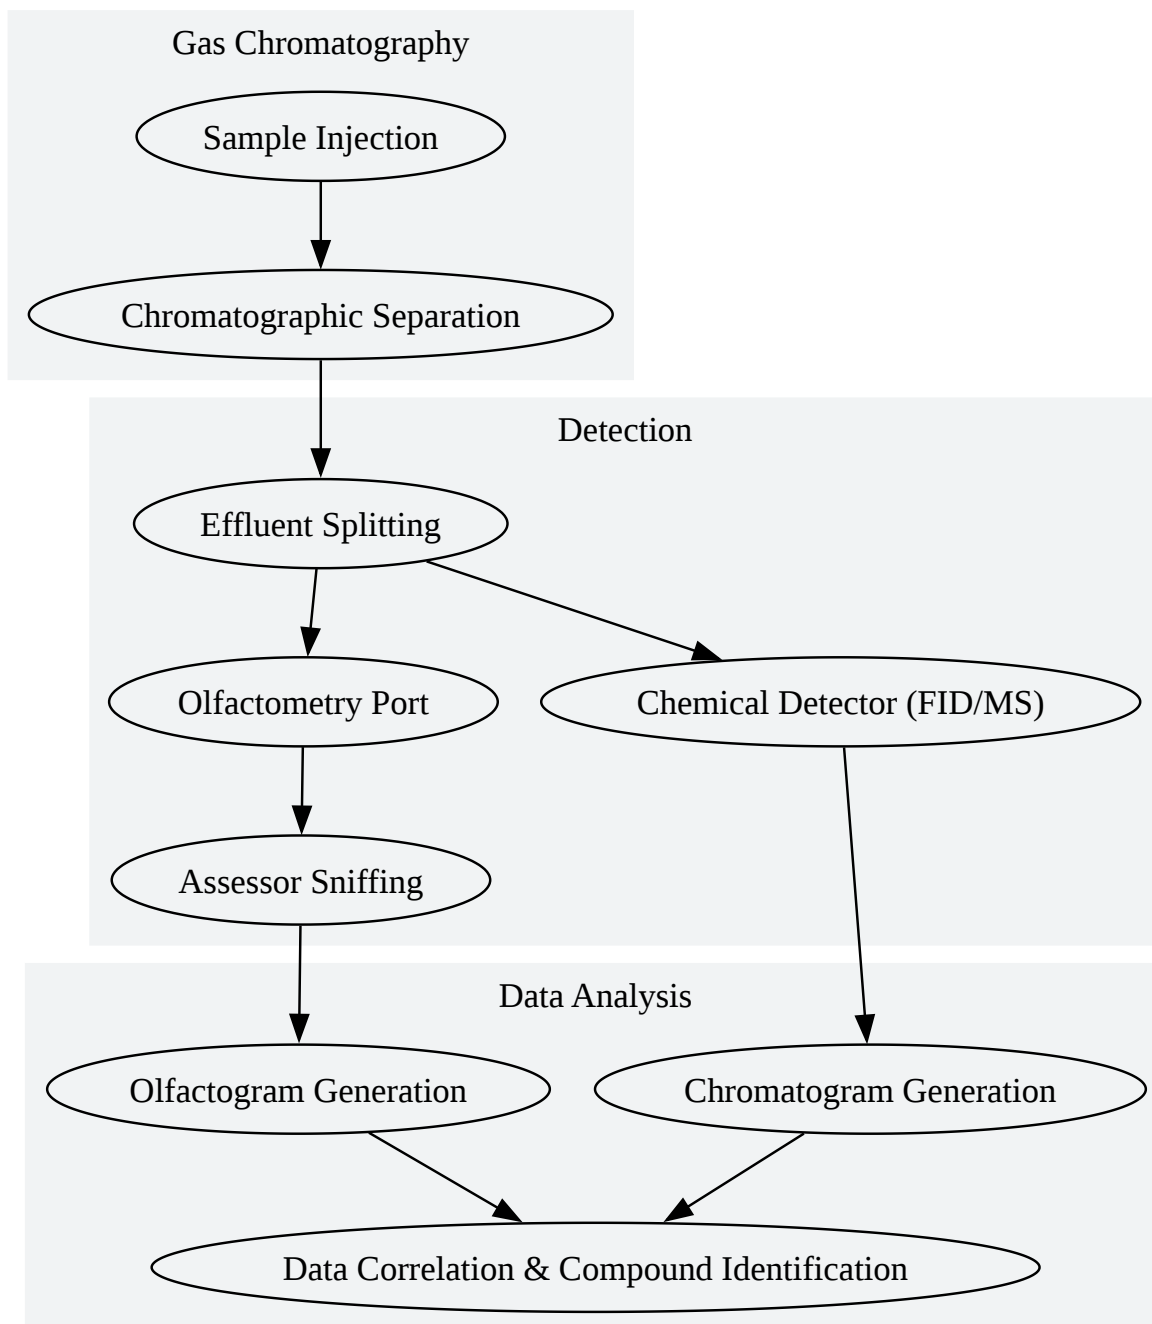 Gas Chromatography
Sample Injection
Chromatographic Separation
Detection
Effluent Splitting
Olfactometry Port
Chemical Detector (FID/MS)
Assessor Sniffing
Data Analysis
Olfactogram Generation
Chromatogram Generation
Data Correlation & Compound Identification